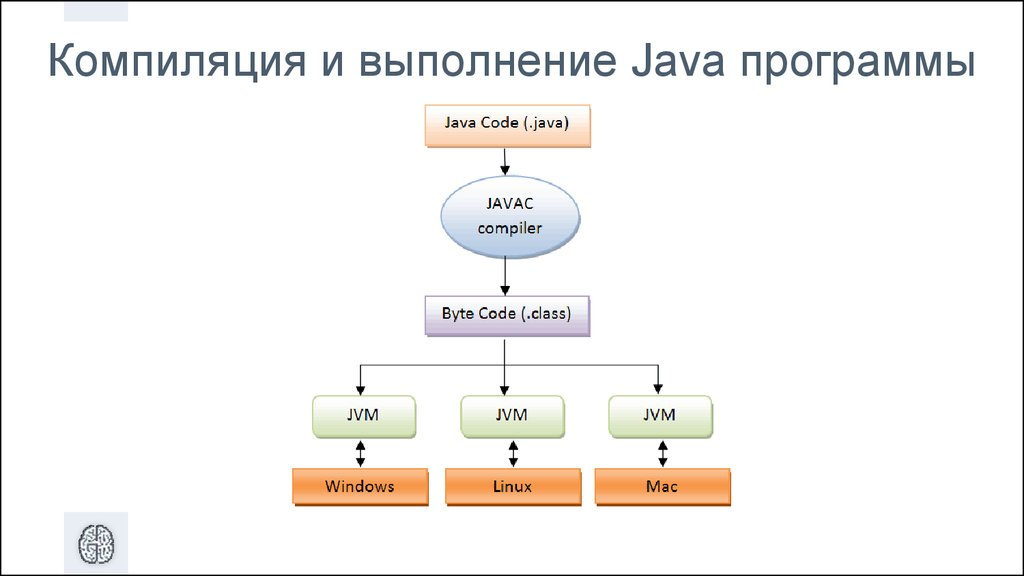 Компиляция и выполнение Java программы
Java Code (.java)
JAVAC
compiler
Byte Code (.class)
JVM
JVM
JVM
Windows
Linux
Mac